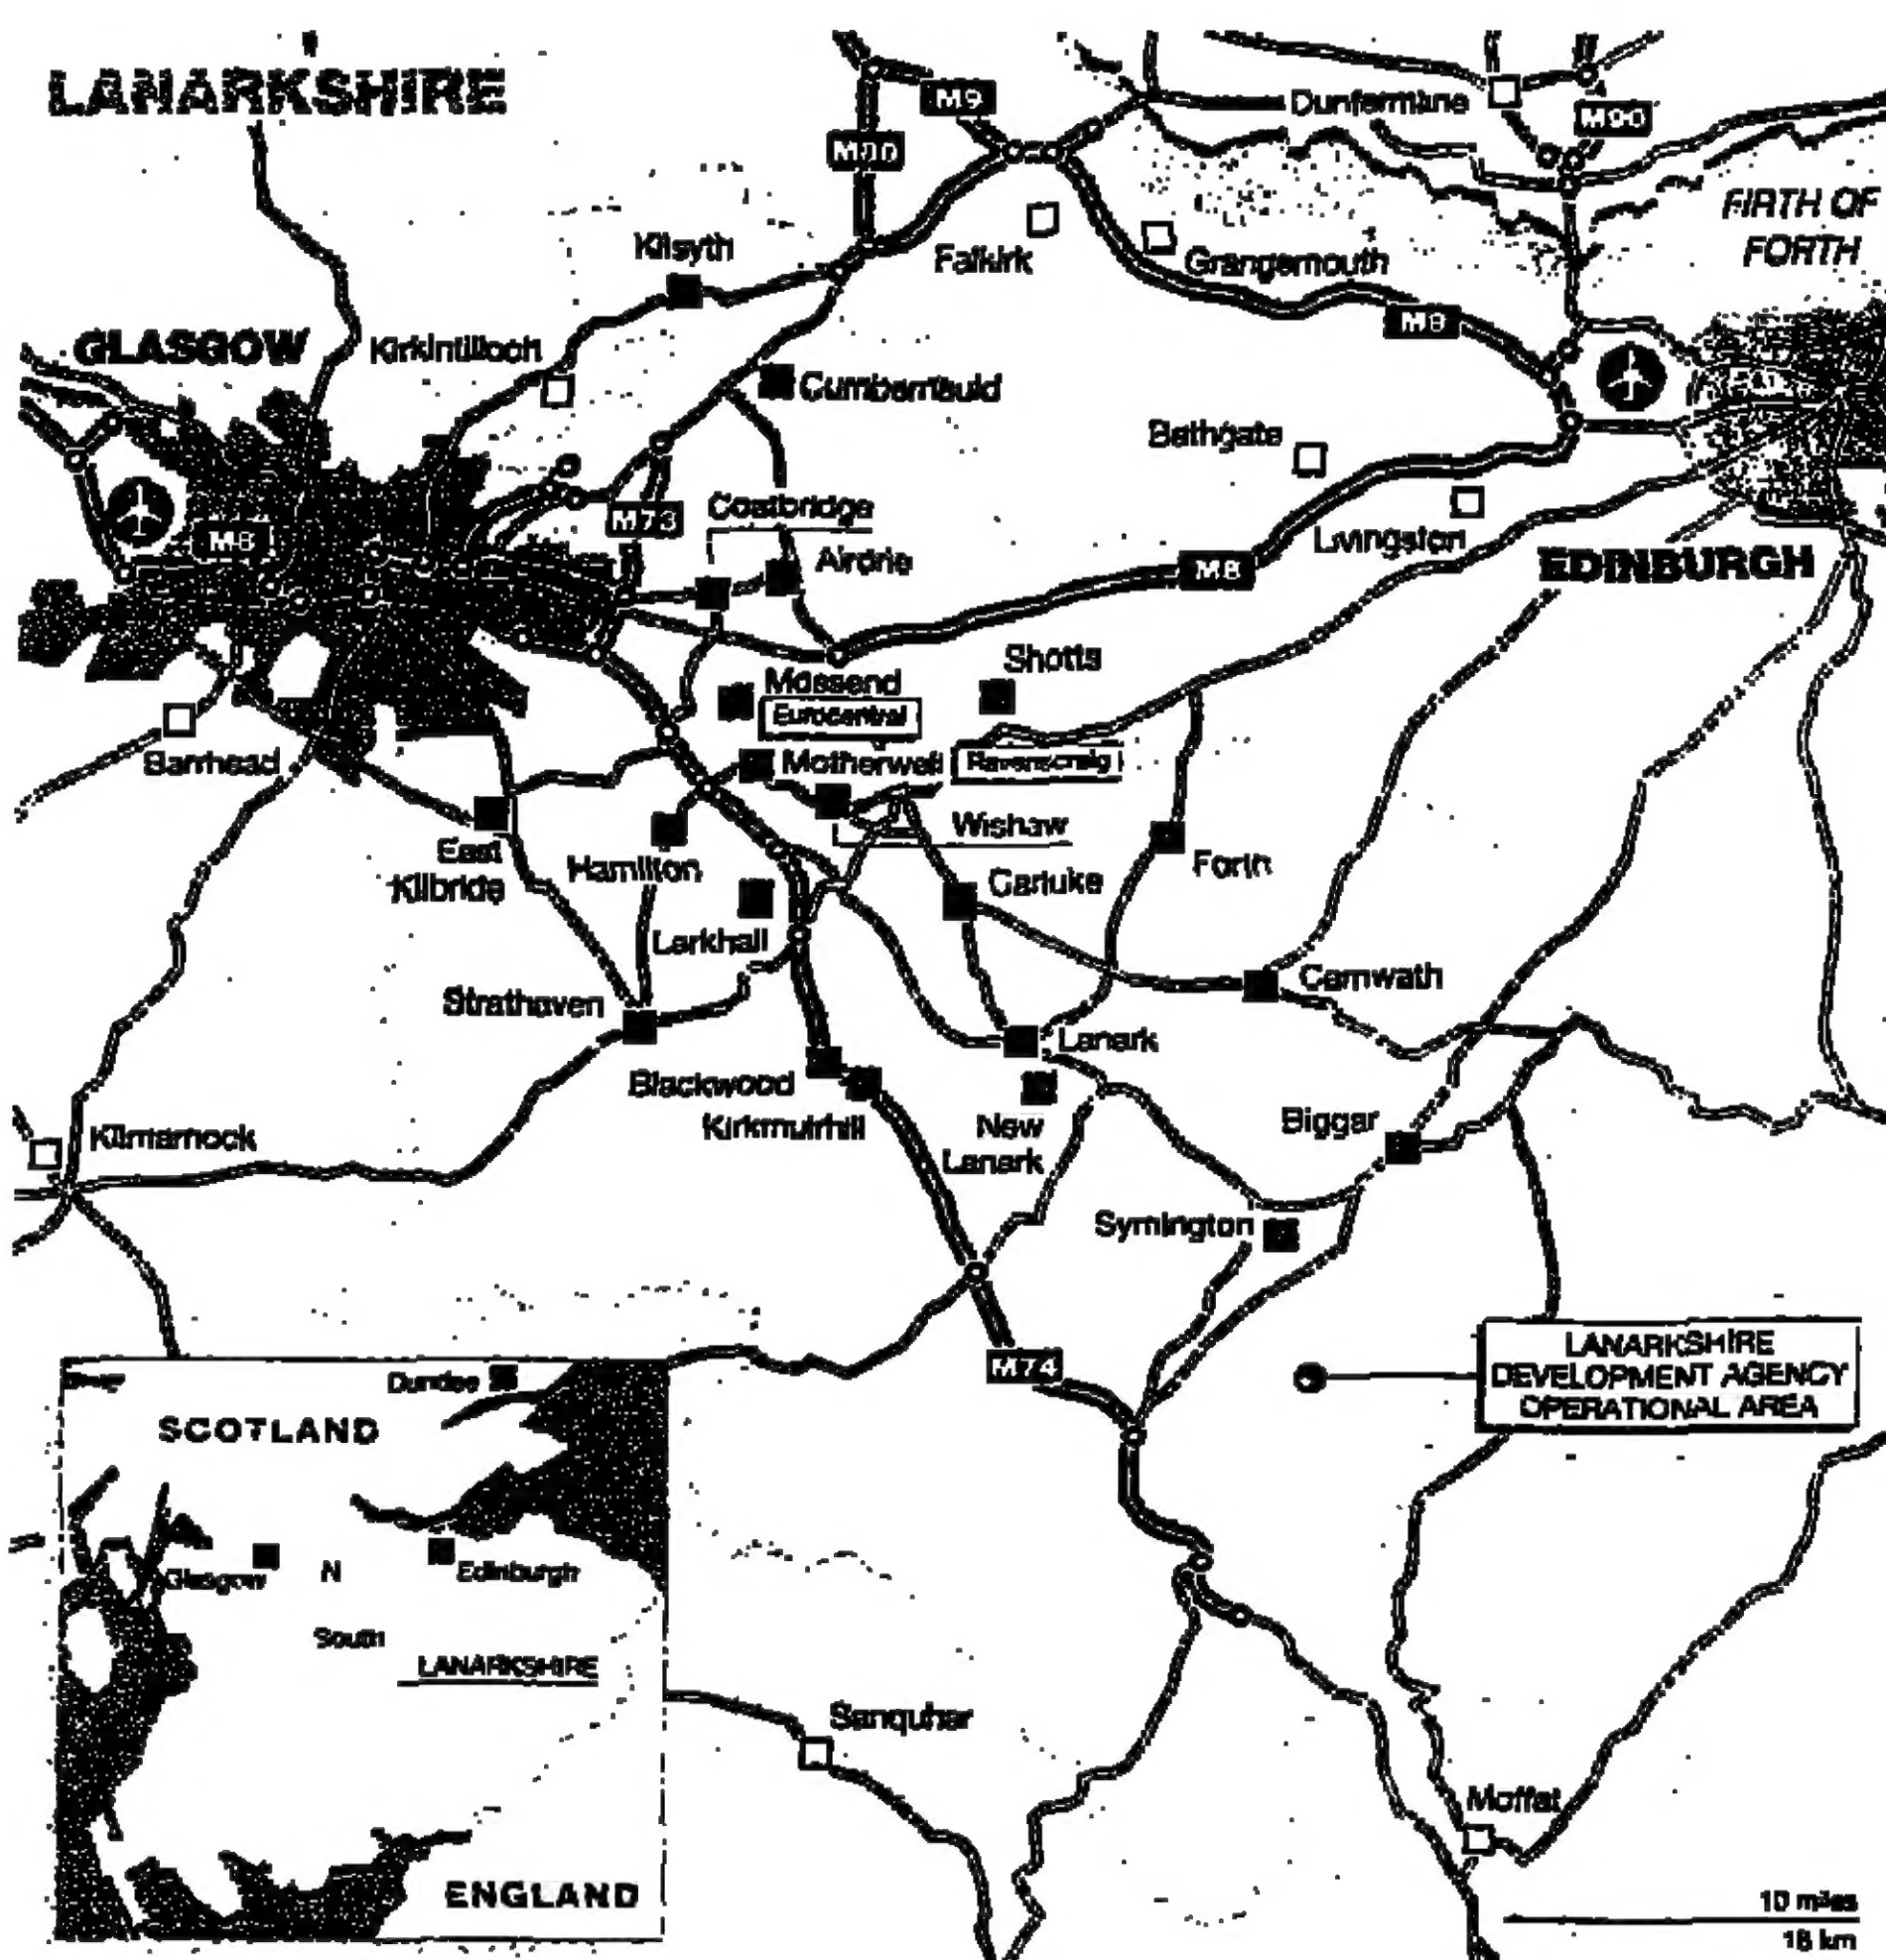 LANARKSHIRE
M9
Dunfermline
M90
M80
FIRTH OF
FORTH
Kilsyth
Falkirk
Grangemouth
M9
GLASGOW
Kirkintilloch
Cumbernauld
Bathgate
M73
Coatbridge
M8
Livingston
Airdrie
M8
EDINBURGH
Shotts
Mossend
Eurocentral
Barrhead
Motherwell
Ravenscraig
Wishaw
East
Kilbride
Hamilton
Carluke
Forth
Larkhall
Strathaven
Carnwath
Lanark
Blackwood
Kirkmuirhill
New
Lanark
Biggar
Kilmarnock
Symington
M74
LANARKSHIRE
DEVELOPMENT AGENCY
OPERATIONAL AREA
Dundee
SCOTLAND
Glasgow
N
Edinburgh
South
LANARKSHIRE
Sanquhar
Moffat
ENGLAND
10 miles
16 km